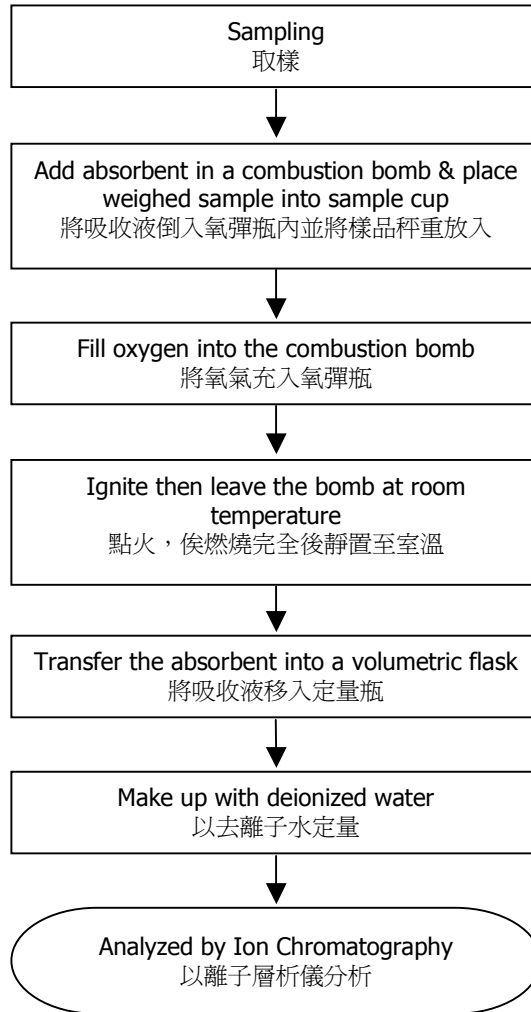 Sampling
取樣
Add absorbent in a combustion bomb & place
weighed sample into sample cup
將吸收液倒入氧彈瓶內並將樣品秤重放入
Fill oxygen into the combustion bomb
將氧氣充入氧彈瓶
Ignite then leave the bomb at room
temperature
點火，俟燃燒完全後靜置至室溫
Transfer the absorbent into a volumetric flask
將吸收液移入定量瓶
Make up with deionized water
以去離子水定量
Analyzed by Ion Chromatography
以離子層析儀分析